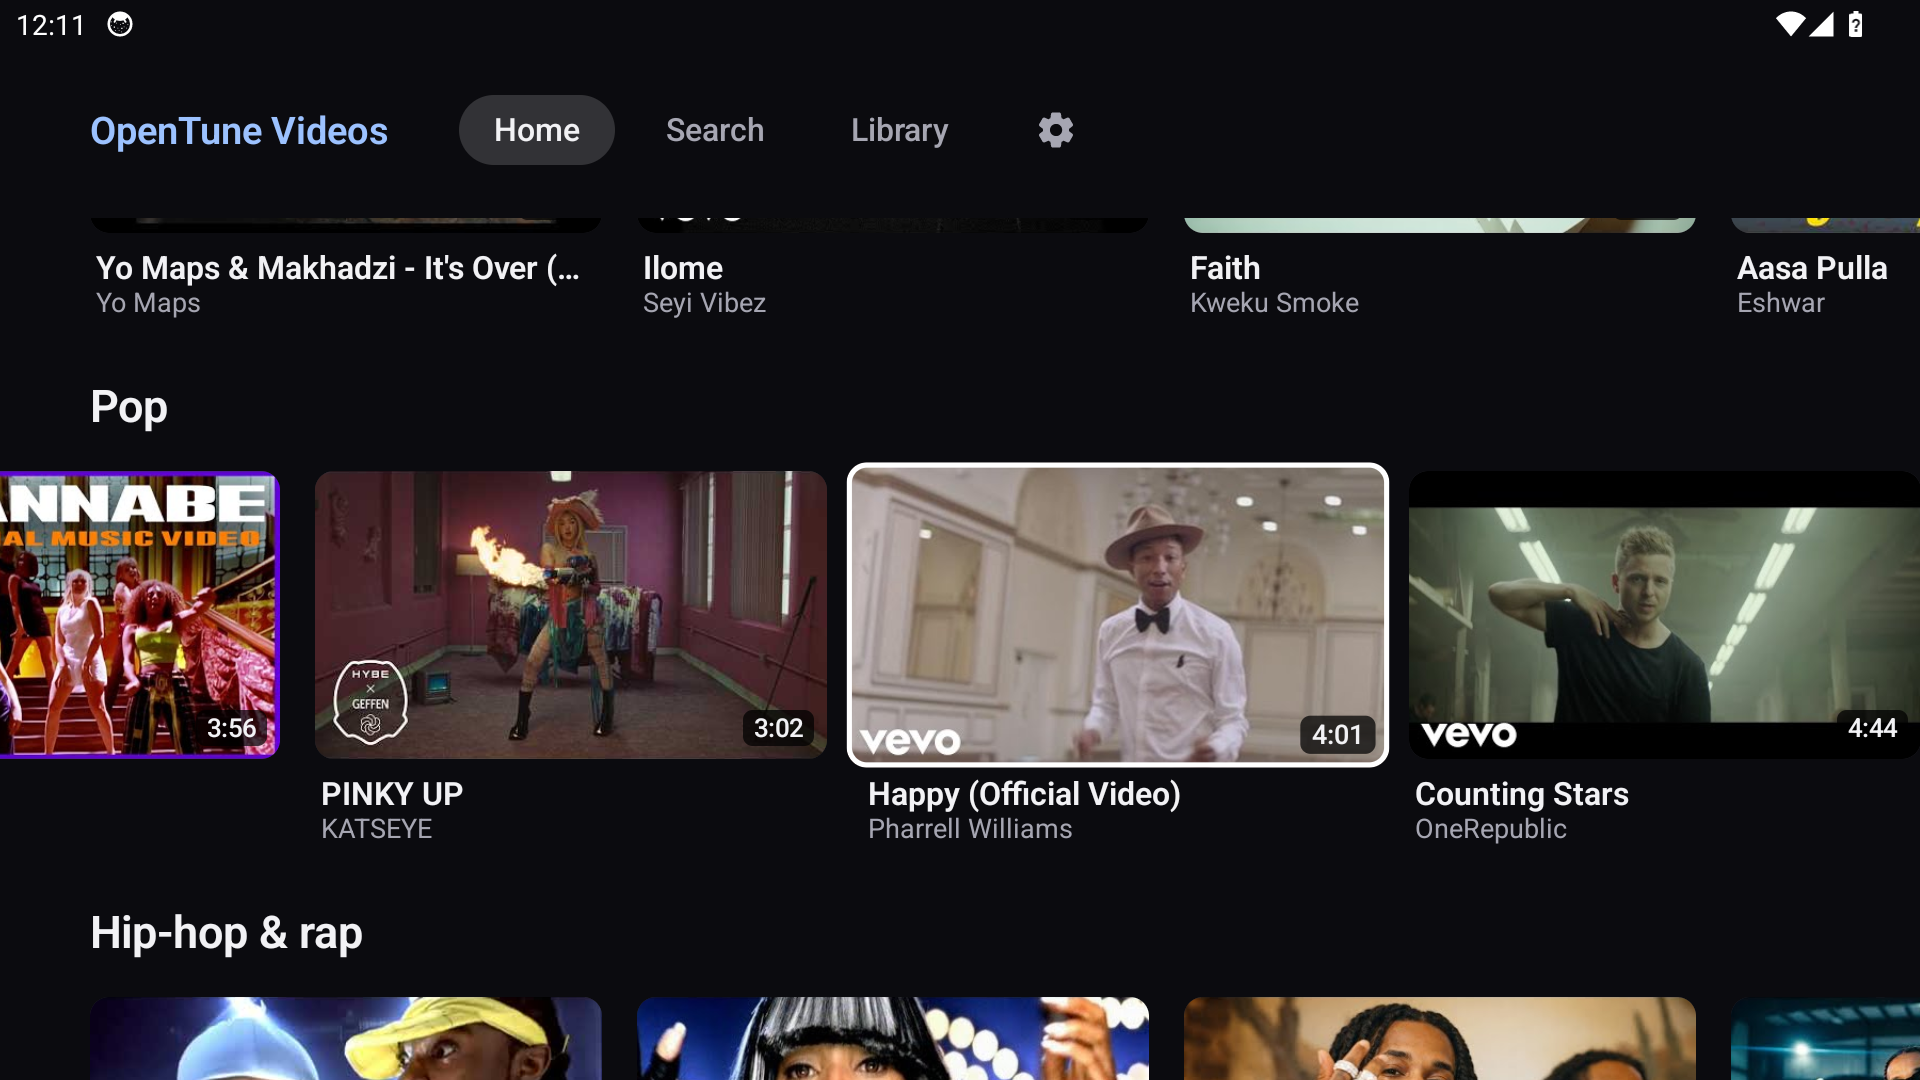 12:11
OpenTune Videos
Home
Search
Library
Yo Maps & Makhadzi - It's Over (...
Yo Maps
Ilome
Seyi Vibez
Faith
Kweku Smoke
Aasa Pulla
Eshwar
Pop
ANNABE
AL MUSIC VIDEO
3:56
HYBE
×
GEFFEN
3:02
PINKY UP
KATSEYE
vevo
4:01
Happy (Official Video)
Pharrell Williams
vevo
4:44
Counting Stars
OneRepublic
Hip-hop & rap